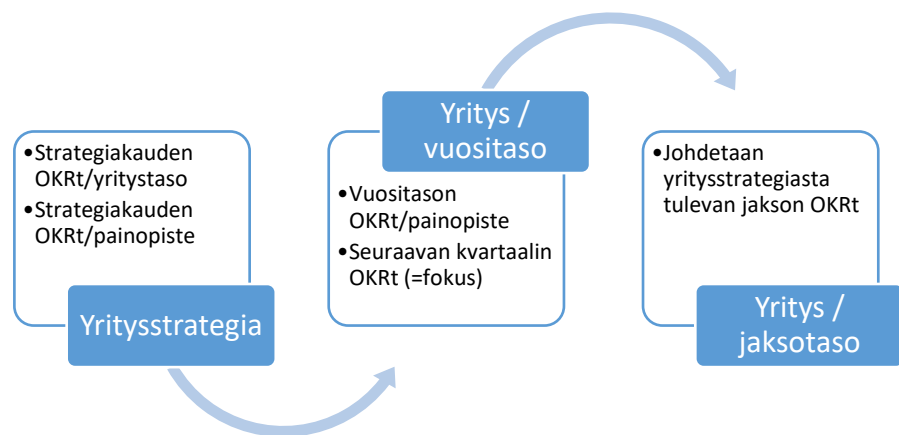 •Strategiakauden
OKRt/yritystaso
•Strategiakauden
OKRt/painopiste
Yritysstrategia
Yritys /
vuositaso
•Vuositason
OKRt/painopiste
•Seuraavan kvartaalin
OKRt (=fokus)
•Johdetaan
yritysstrategiasta
tulevan jakson OKRt
Yritys /
jaksotaso